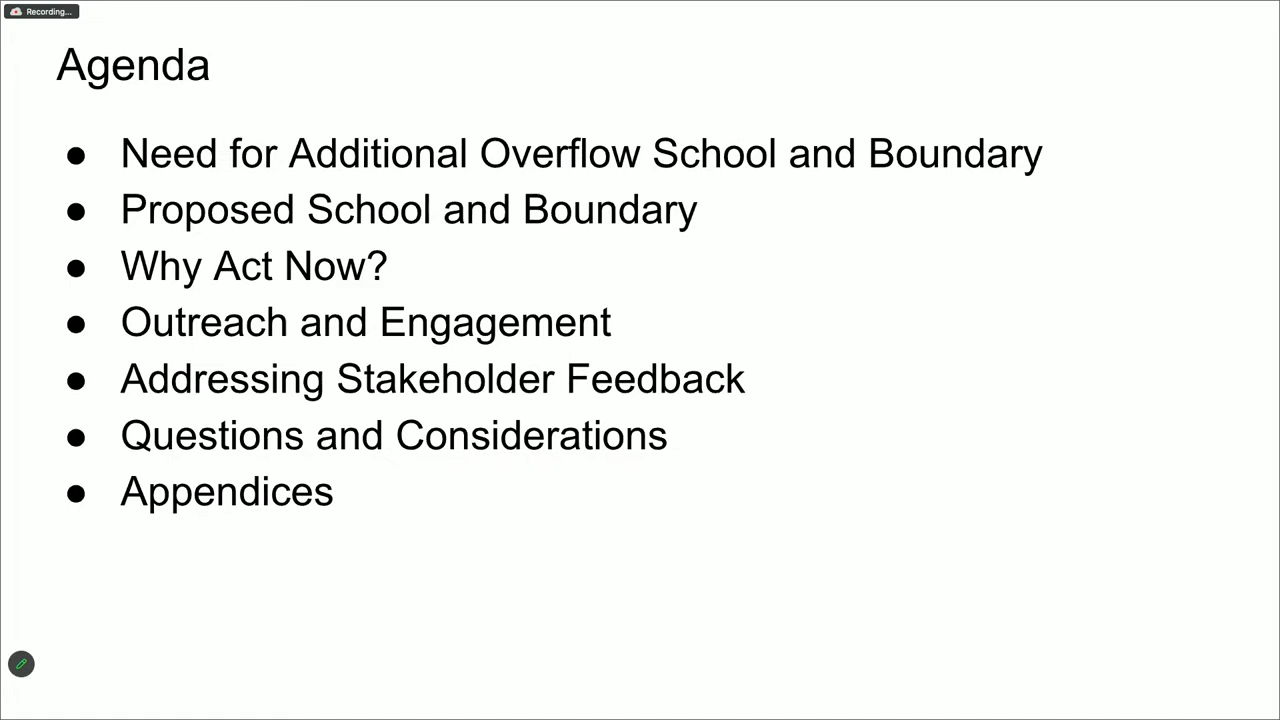 Recording...
Agenda
● Need for Additional Overflow School and Boundary
● Proposed School and Boundary
● Why Act Now?
● Outreach and Engagement
● Addressing Stakeholder Feedback
● Questions and Considerations
● Appendices